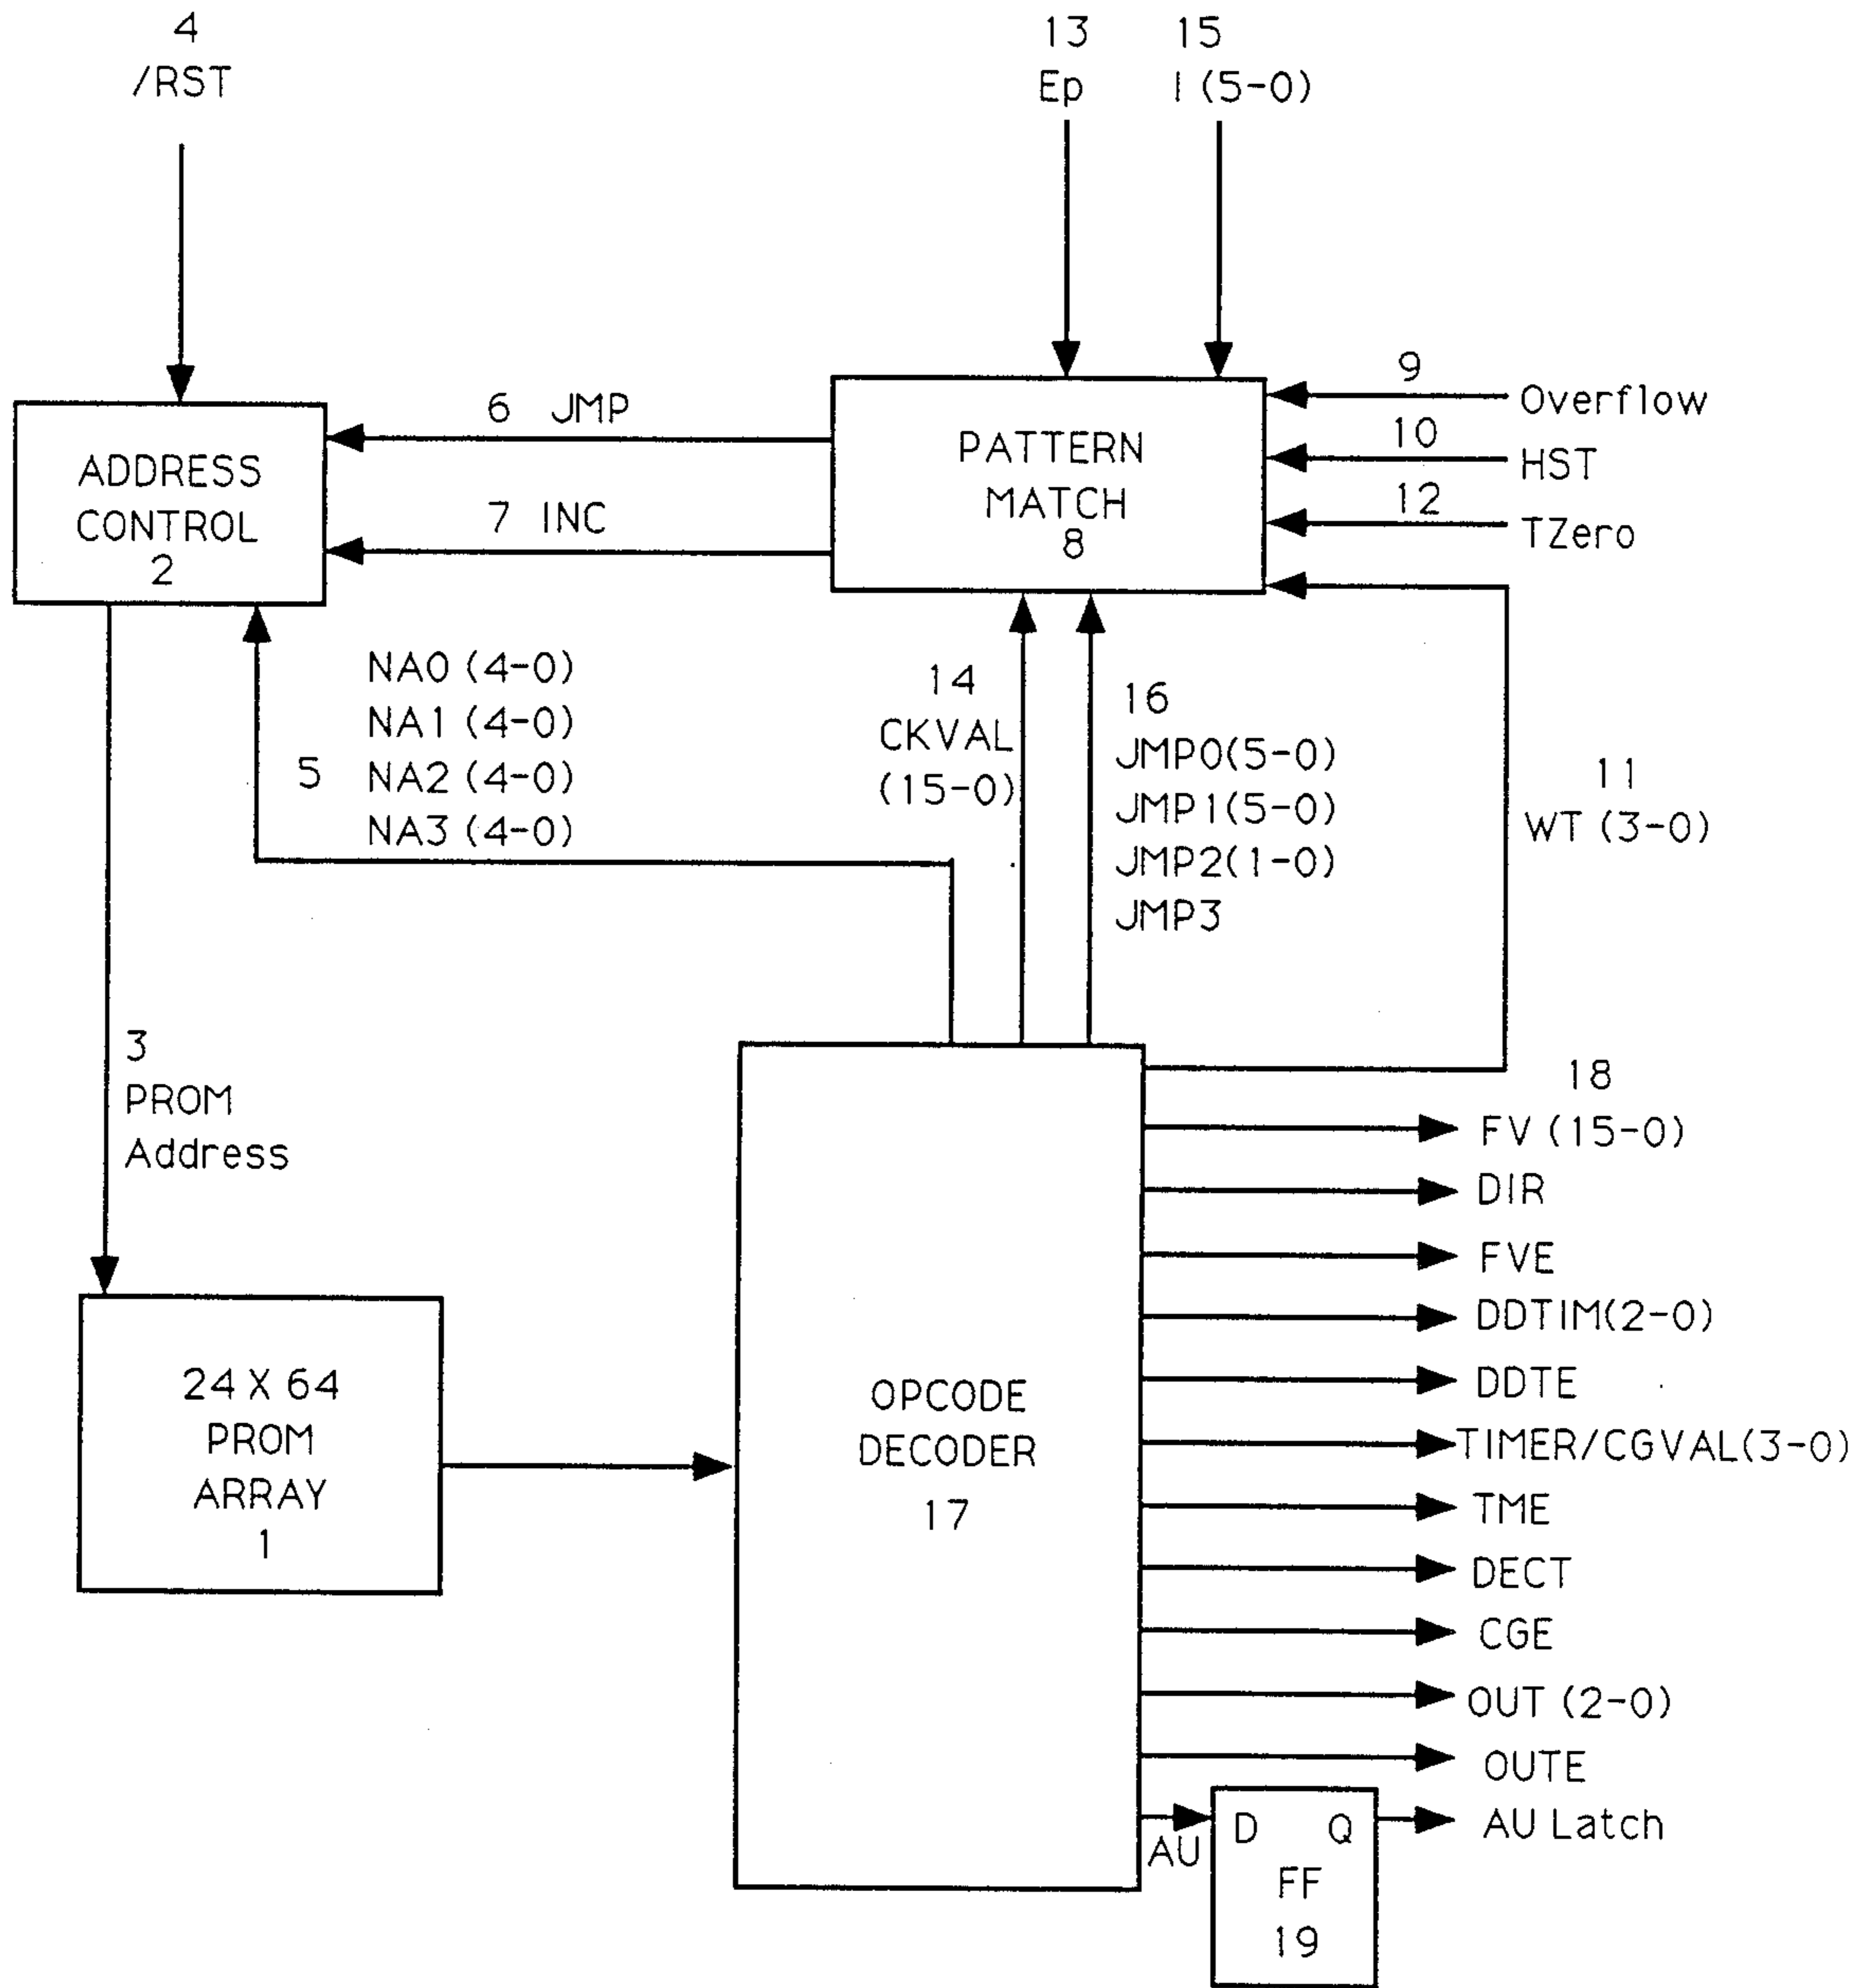 4
/RST
13
Ep
15
I (5-0)
9
Overflow
10
HST
12
TZero
6 JMP
7 INC
ADDRESS
CONTROL
2
PATTERN
MATCH
8
NA0 (4-0)
NA1 (4-0)
NA2 (4-0)
NA3 (4-0)
5
14
CKVAL
(15-0)
16
JMP0(5-0)
JMP1(5-0)
JMP2(1-0)
JMP3
11
WT (3-0)
3
PROM
Address
18
FV (15-0)
DIR
FVE
DDTIM(2-0)
DDTE
TIMER/CGVAL(3-0)
TME
DECT
CGE
OUT (2-0)
OUTE
AU Latch
24 X 64
PROM
ARRAY
1
OPCODE
DECODER
17
AU
D Q
FF
19